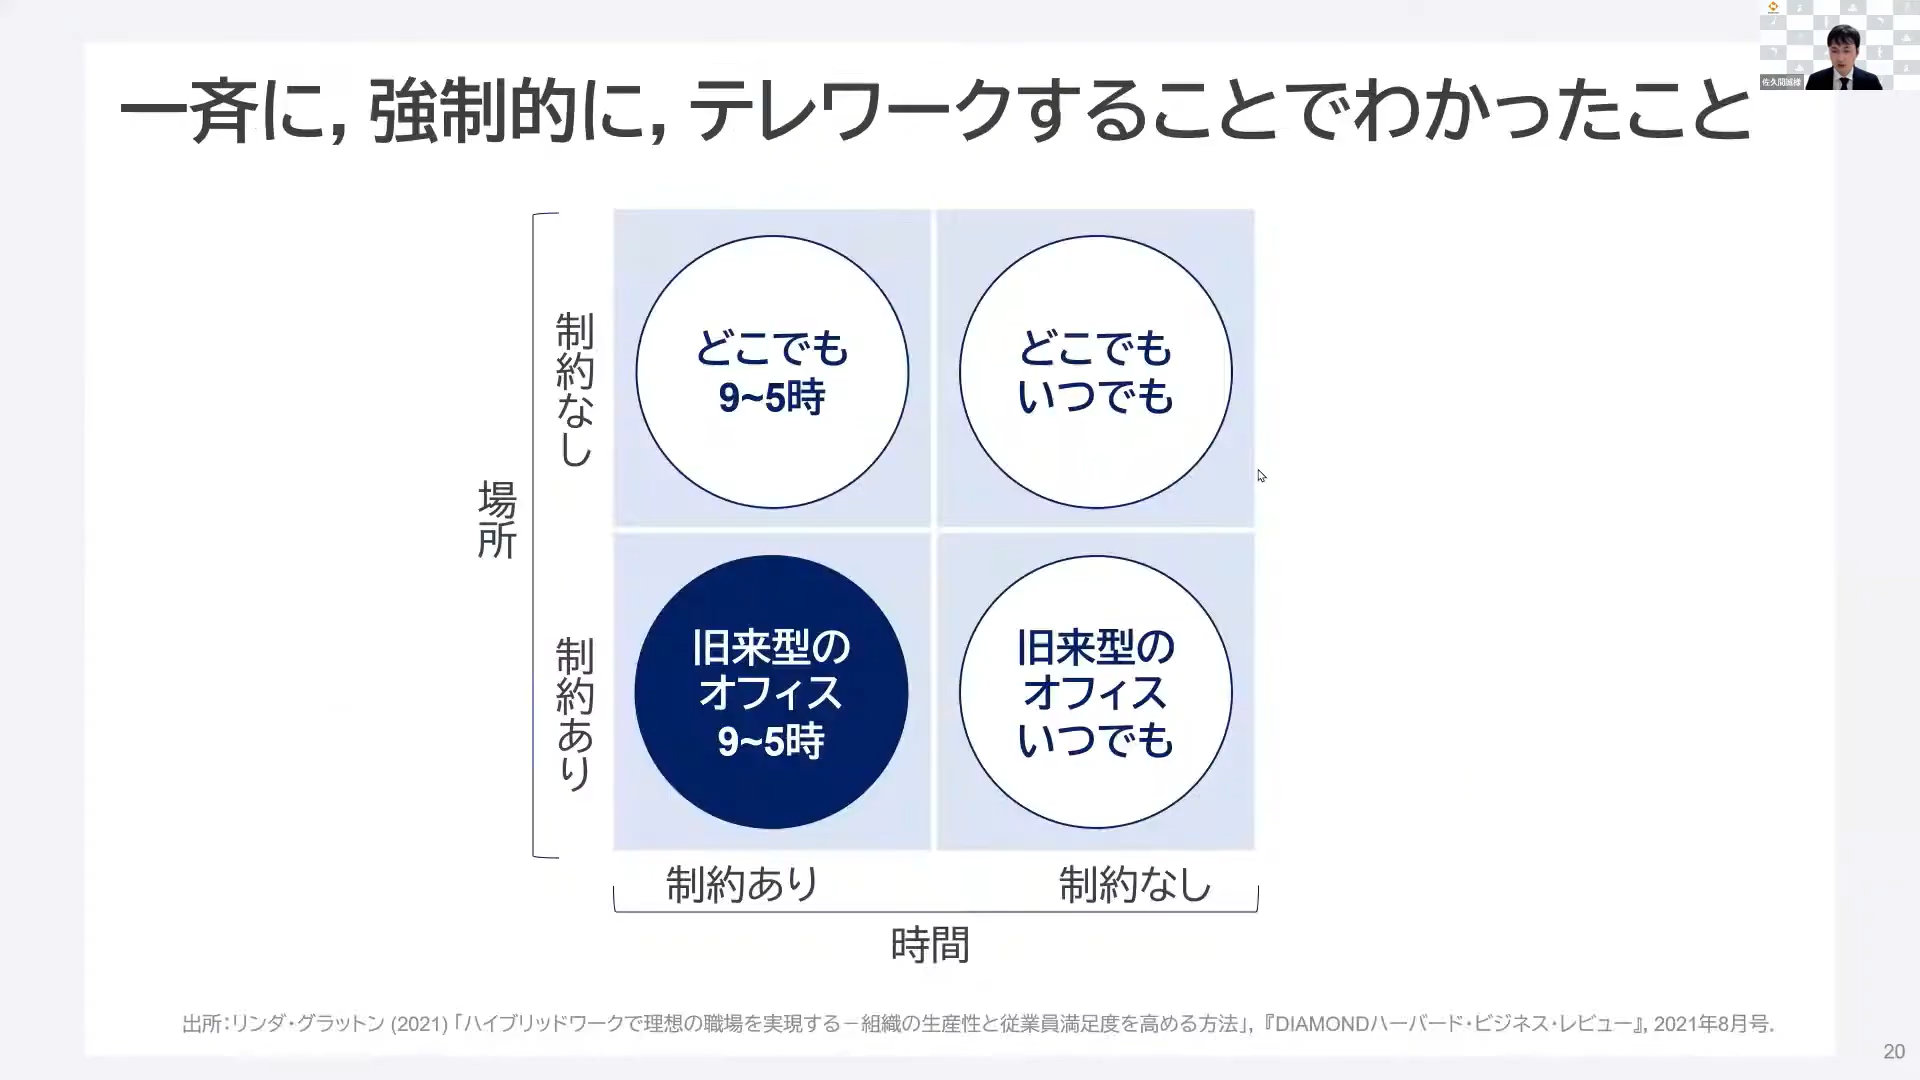 一斉に, 強制的に, テレワークすることでわかったこと
佐久間誠様
場所
制約なし
制約あり
どこでも
9~5時
どこでも
いつでも
旧来型の
オフィス
9~5時
旧来型の
オフィス
いつでも
制約あり
制約なし
時間
出所：リンダ・グラットン (2021)「ハイブリッドワークで理想の職場を実現する－組織の生産性と従業員満足度を高める方法」, 『DIAMONDハーバード・ビジネス・レビュー』, 2021年8月号.
20